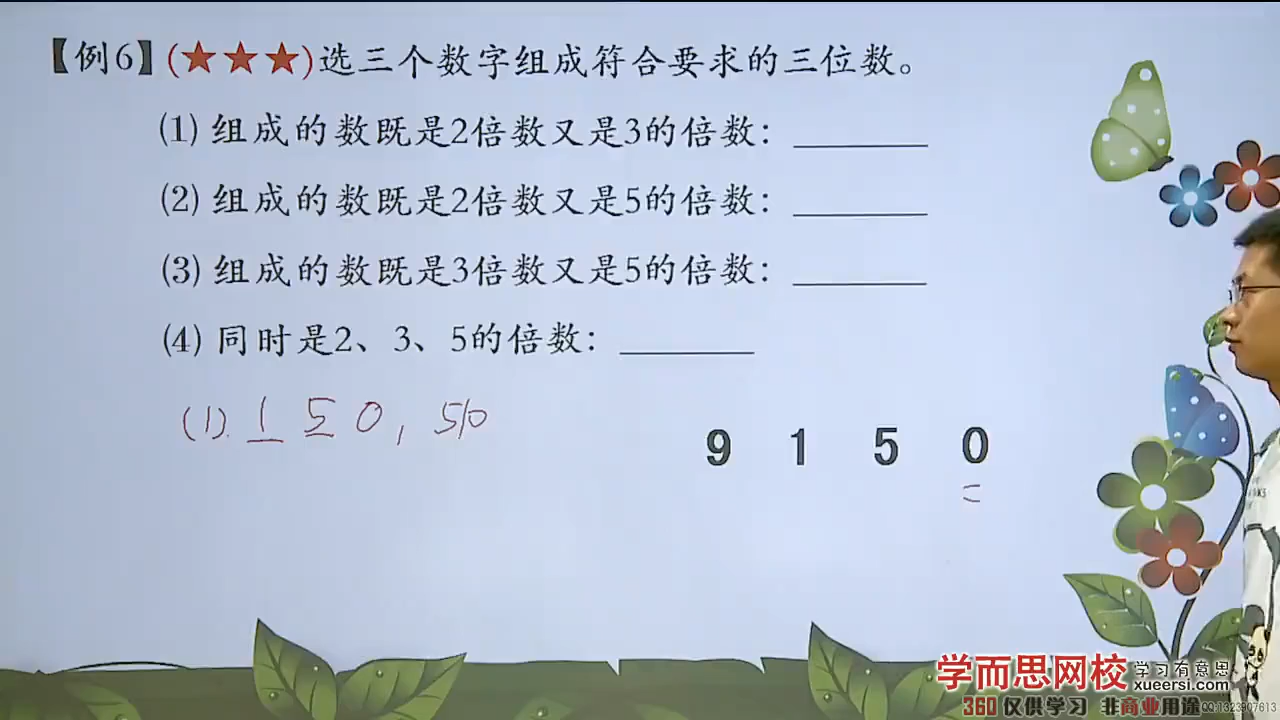 【例6】(★★★)选三个数字组成符合要求的三位数。
(1) 组成的数既是2倍数又是3的倍数：
(2) 组成的数既是2倍数又是5的倍数：
(3) 组成的数既是3倍数又是5的倍数：
(4) 同时是2、3、5的倍数：
(1). 1 5 0, 510
9 1 5 0
学而思网校 学习有意思
xueersi.com
360 仅供学习 非商业用途 QQ:1323907613